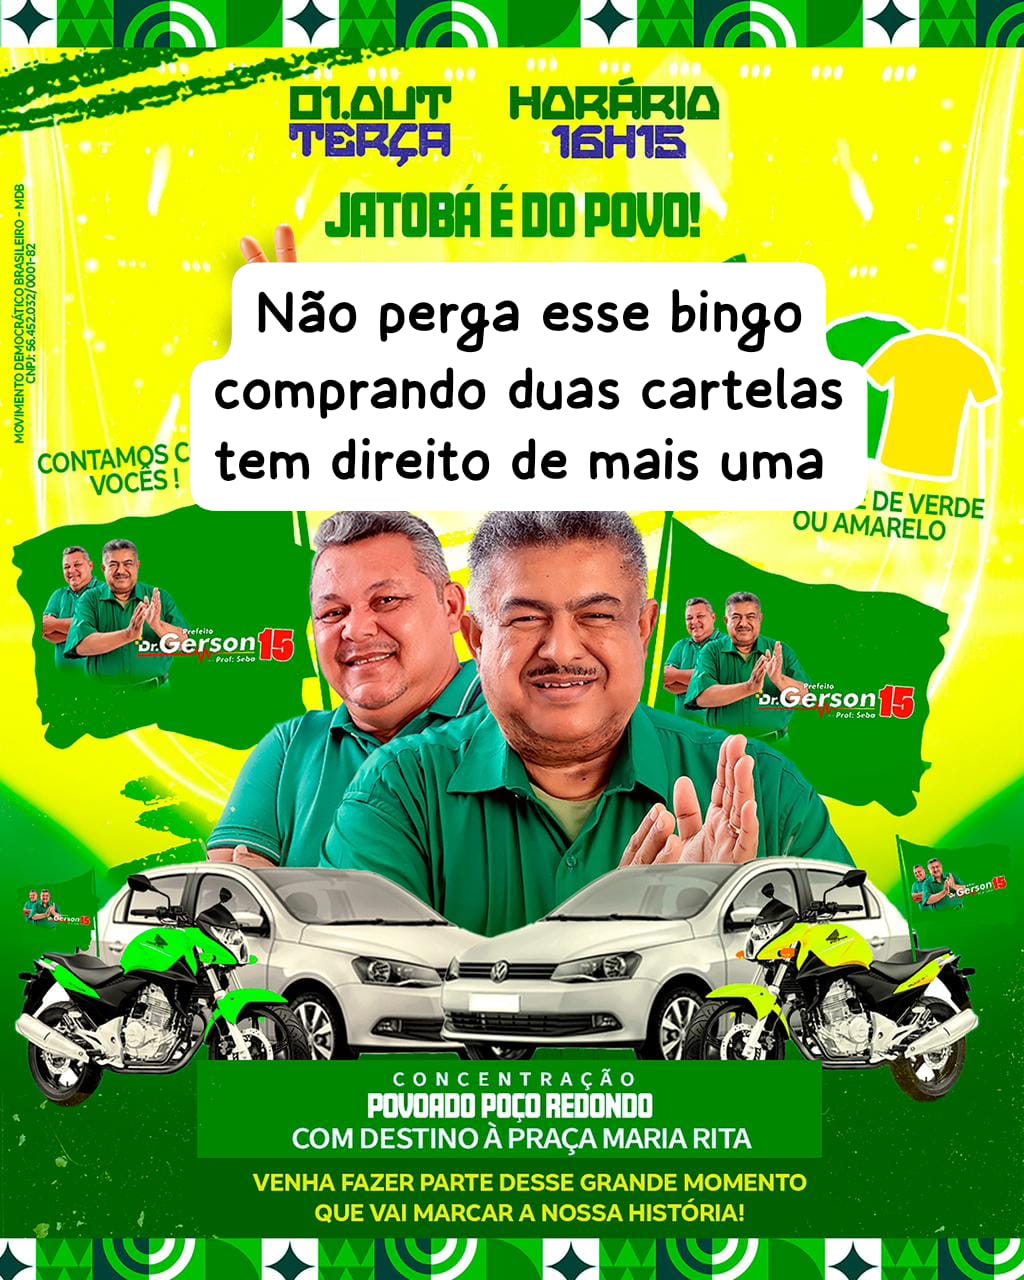 01.OUT
TERÇA
HORÁRIO
16H15
JATOBÁ É DO POVO!
MOVIMENTO DEMOCRÁTICO BRASILEIRO - MDB
CNPJ: 56.452.032/0001-82
Não perga esse bingo
comprando duas cartelas
tem direito de mais uma
CONTAMOS C
VOCÊS !
E DE VERDE
OU AMARELO
Prefeito
Dr. Gerson 15
Prof: Seba
Prefeito
Dr. Gerson 15
Prof: Seba
Gerson 15
Gerson 15
CONCENTRAÇÃO
POVOADO POÇO REDONDO
COM DESTINO À PRAÇA MARIA RITA
VENHA FAZER PARTE DESSE GRANDE MOMENTO
QUE VAI MARCAR A NOSSA HISTÓRIA!